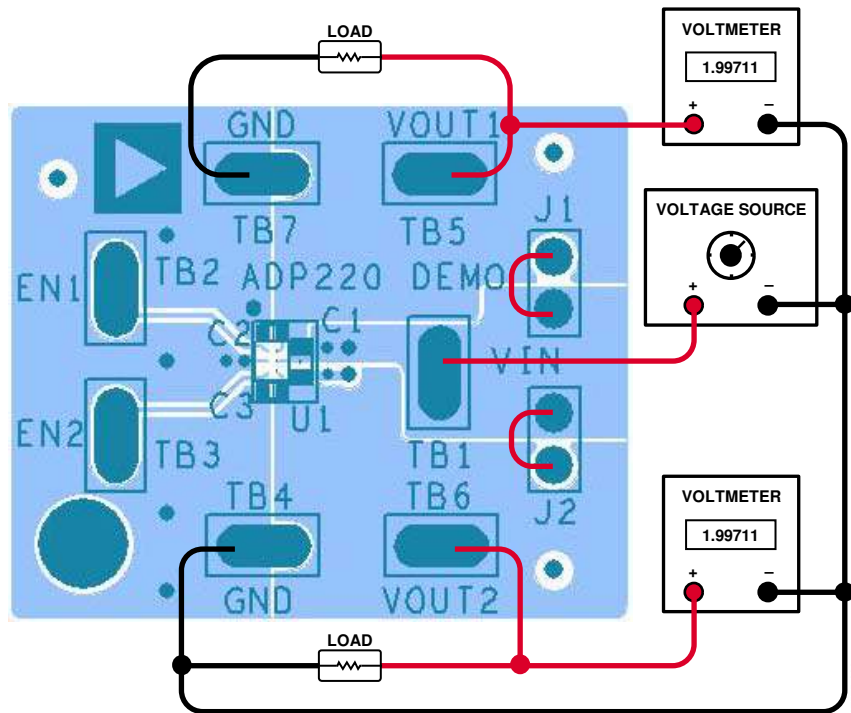 LOAD
VOLTMETER
1.99711
+ −
GND
VOUT1
TB7
TB5
J1
VOLTAGE SOURCE
+ −
EN1
TB2
ADP220 DEMO
C2
C1
VIN
C3
U1
EN2
TB3
TB1
TB4
TB6
J2
VOLTMETER
1.99711
+ −
GND
VOUT2
LOAD